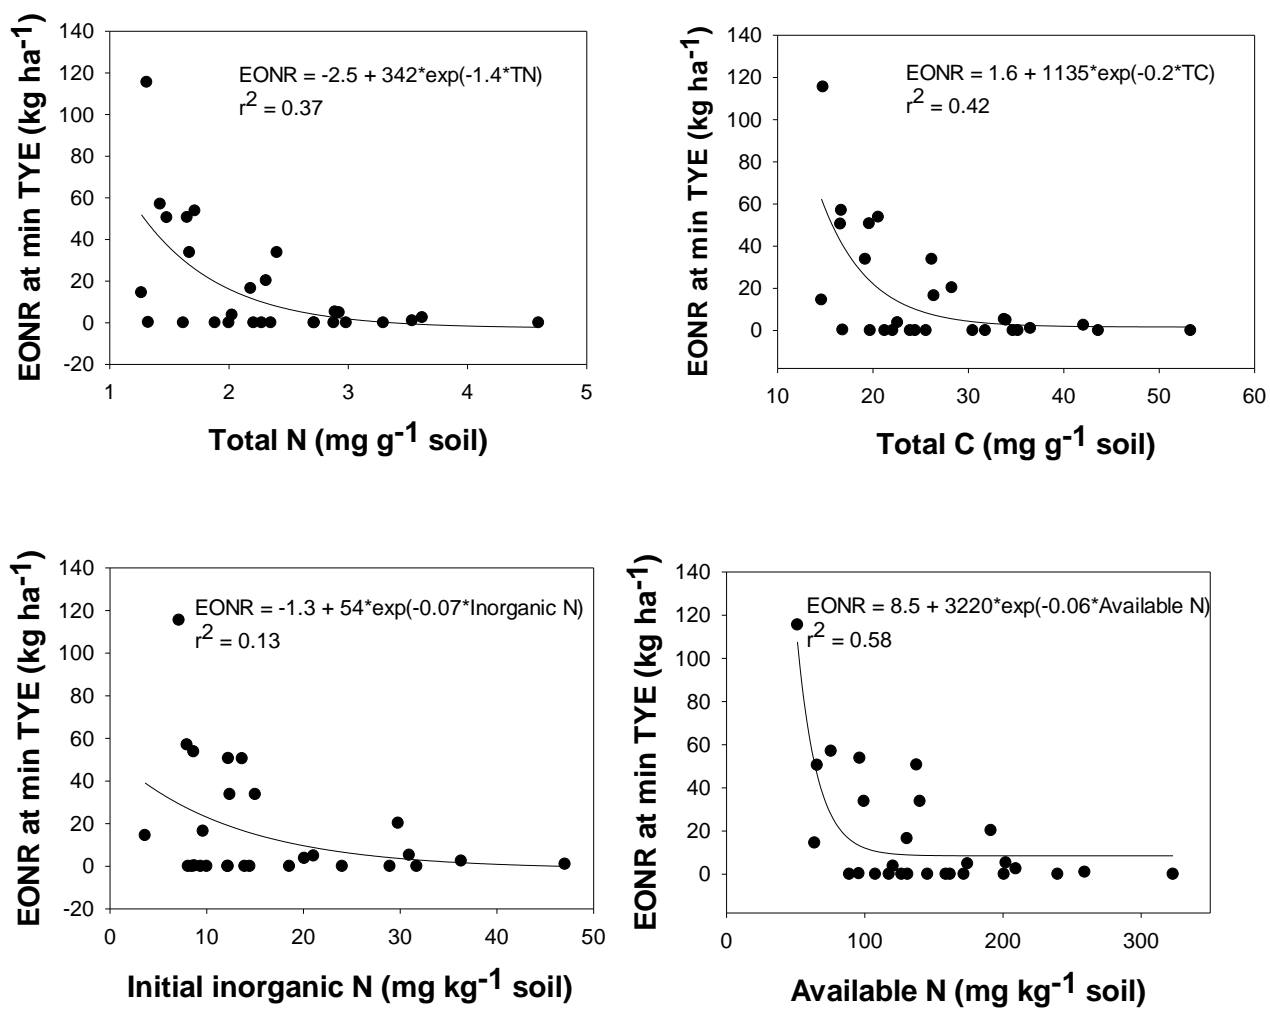 EONR at min TYE (kg ha-1)
140
120
100
80
60
40
20
0
-20
EONR = -2.5 + 342*exp(-1.4*TN)
r2 = 0.37
1 2 3 4 5
Total N (mg g-1 soil)
EONR at min TYE (kg ha-1)
140
120
100
80
60
40
20
0
EONR = 1.6 + 1135*exp(-0.2*TC)
r2 = 0.42
10 20 30 40 50 60
Total C (mg g-1 soil)
EONR at min TYE (kg ha-1)
140
120
100
80
60
40
20
0
-20
EONR = -1.3 + 54*exp(-0.07*Inorganic N)
r2 = 0.13
0 10 20 30 40 50
Initial inorganic N (mg kg-1 soil)
EONR at min TYE (kg ha-1)
140
120
100
80
60
40
20
0
EONR = 8.5 + 3220*exp(-0.06*Available N)
r2 = 0.58
0 100 200 300
Available N (mg kg-1 soil)